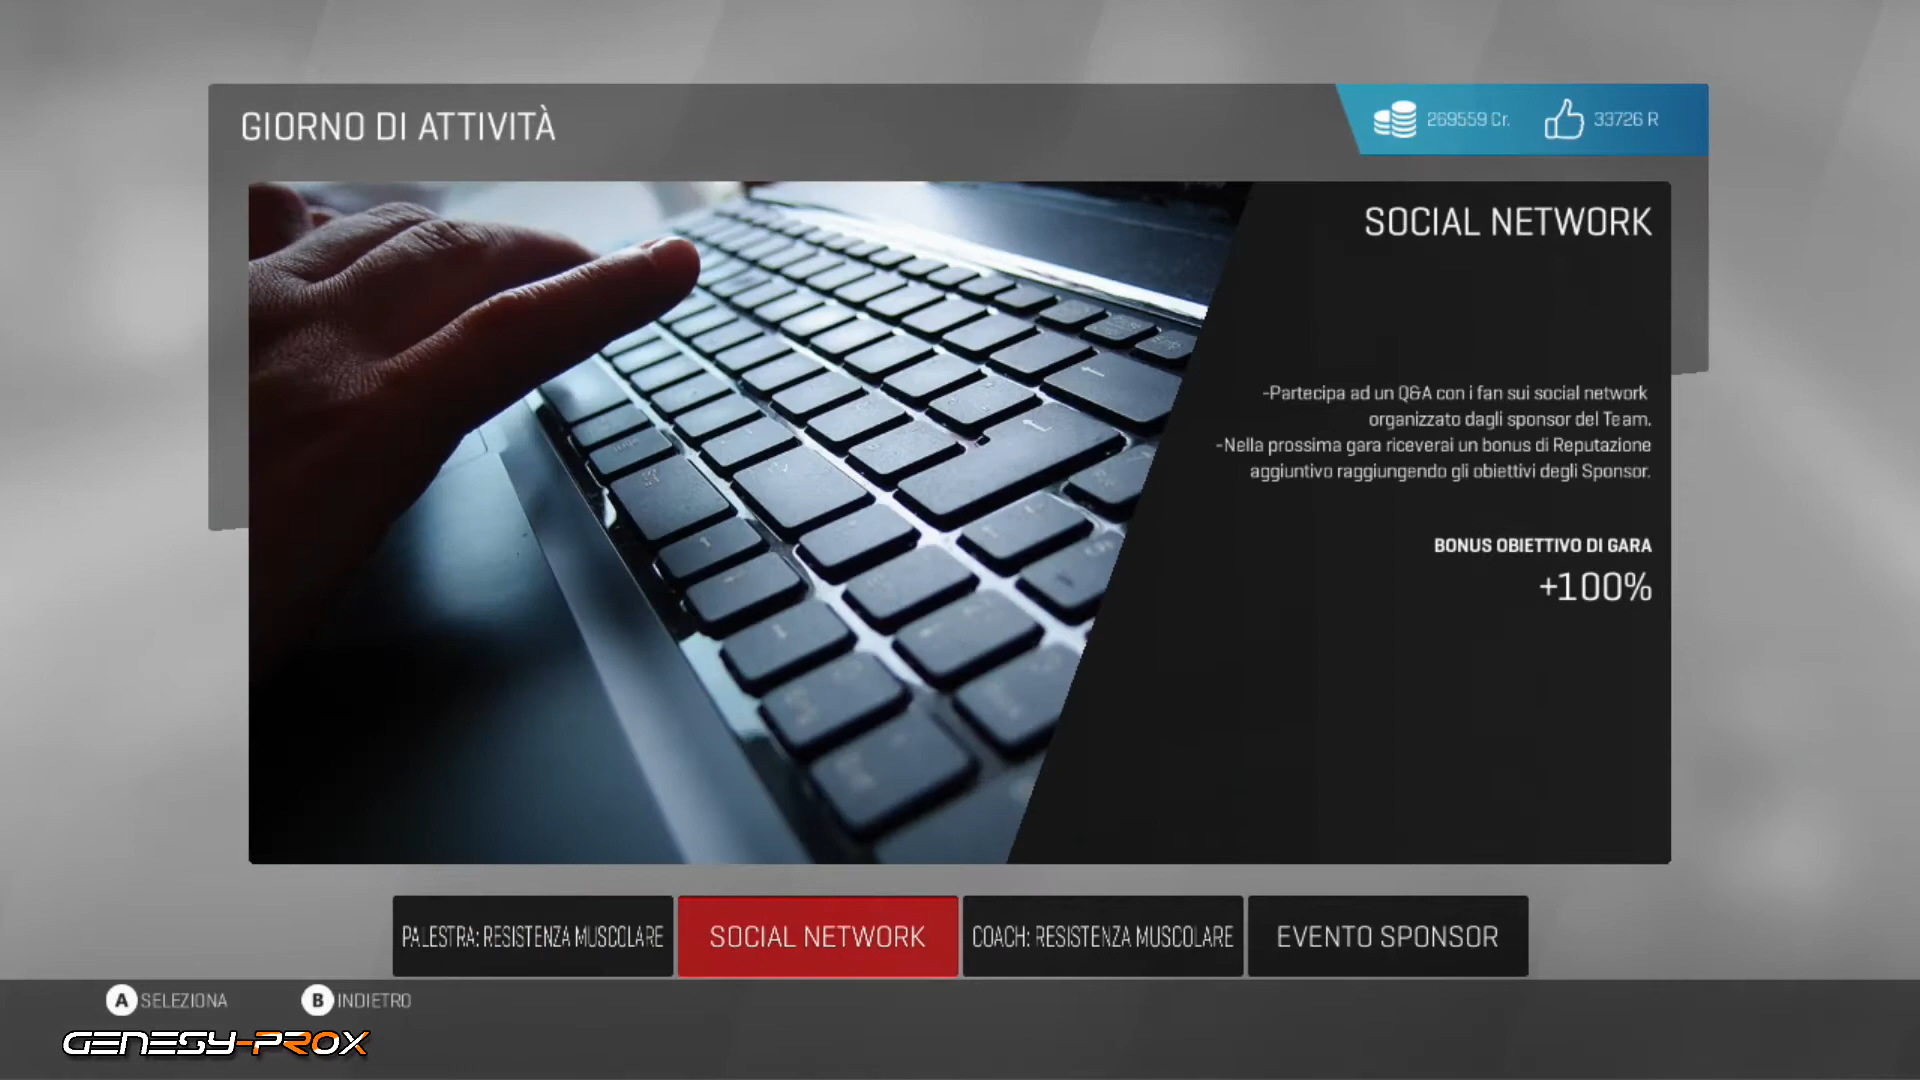 GIORNO DI ATTIVITÀ
269559 Cr.
33726 R
SOCIAL NETWORK
-Partecipa ad un Q&A con i fan sui social network
organizzato dagli sponsor del Team.
-Nella prossima gara riceverai un bonus di Reputazione
aggiuntivo raggiungendo gli obiettivi degli Sponsor.
BONUS OBIETTIVO DI GARA
+100%
PALESTRA: RESISTENZA MUSCOLARE
SOCIAL NETWORK
COACH: RESISTENZA MUSCOLARE
EVENTO SPONSOR
A SELEZIONA
B INDIETRO
GENESY-PROX